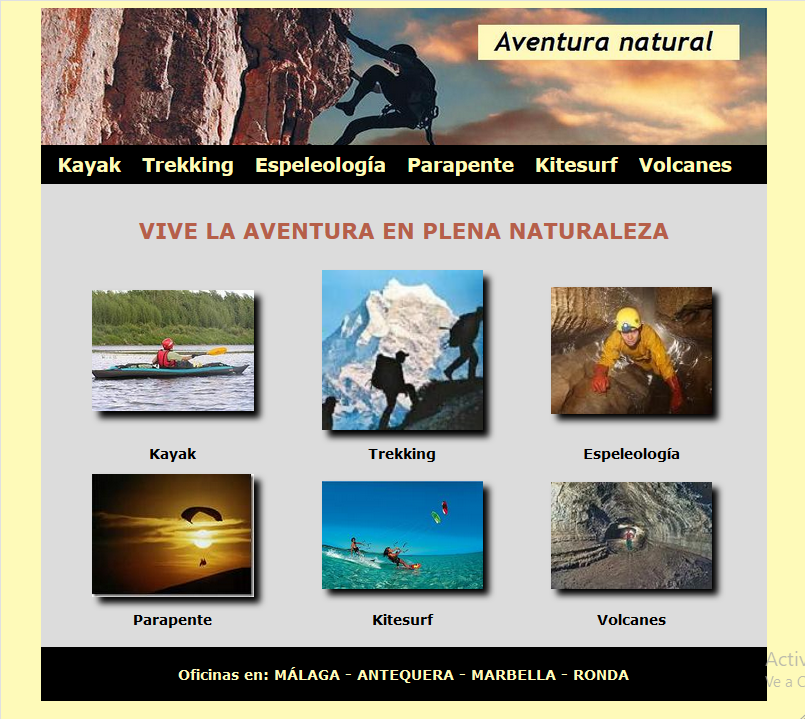 Aventura natural
Kayak Trekking Espeleología Parapente Kitesurf Volcanes
VIVE LA AVENTURA EN PLENA NATURALEZA
Kayak Trekking Espeleología
Parapente Kitesurf Volcanes
Oficinas en: MÁLAGA - ANTEQUERA - MARBELLA - RONDA
Activ
Ve a C